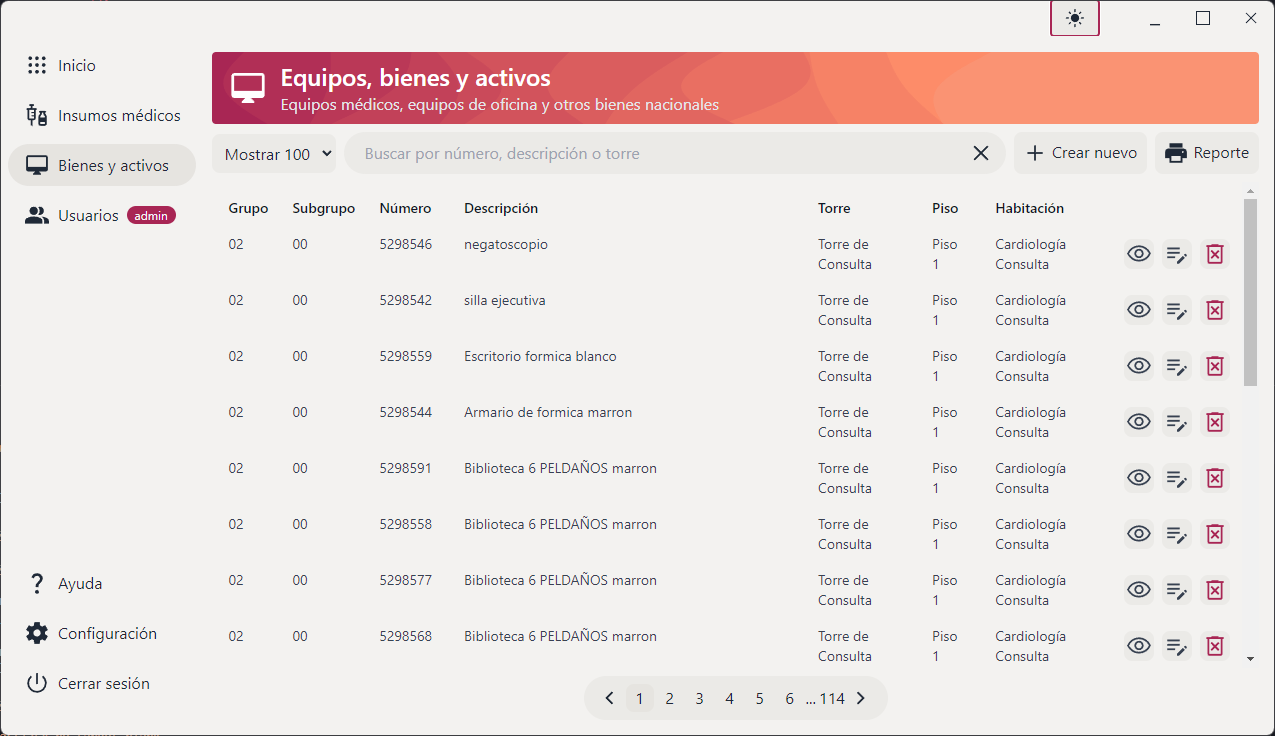 Inicio
Insumos médicos
Bienes y activos
Usuarios admin
Ayuda
Configuración
Cerrar sesión
Equipos, bienes y activos
Equipos médicos, equipos de oficina y otros bienes nacionales
Mostrar 100 Buscar por número, descripción o torre Crear nuevo Reporte
Grupo Subgrupo Número Descripción Torre Piso Habitación
02 00 5298546 negatoscopio Torre de Piso Cardiología
Consulta 1 Consulta
02 00 5298542 silla ejecutiva Torre de Piso Cardiología
Consulta 1 Consulta
02 00 5298559 Escritorio formica blanco Torre de Piso Cardiología
Consulta 1 Consulta
02 00 5298544 Armario de formica marron Torre de Piso Cardiología
Consulta 1 Consulta
02 00 5298591 Biblioteca 6 PELDAÑOS marron Torre de Piso Cardiología
Consulta 1 Consulta
02 00 5298558 Biblioteca 6 PELDAÑOS marron Torre de Piso Cardiología
Consulta 1 Consulta
02 00 5298577 Biblioteca 6 PELDAÑOS marron Torre de Piso Cardiología
Consulta 1 Consulta
02 00 5298568 Biblioteca 6 PELDAÑOS marron Torre de Piso Cardiología
Consulta 1 Consulta
1 2 3 4 5 6 ... 114